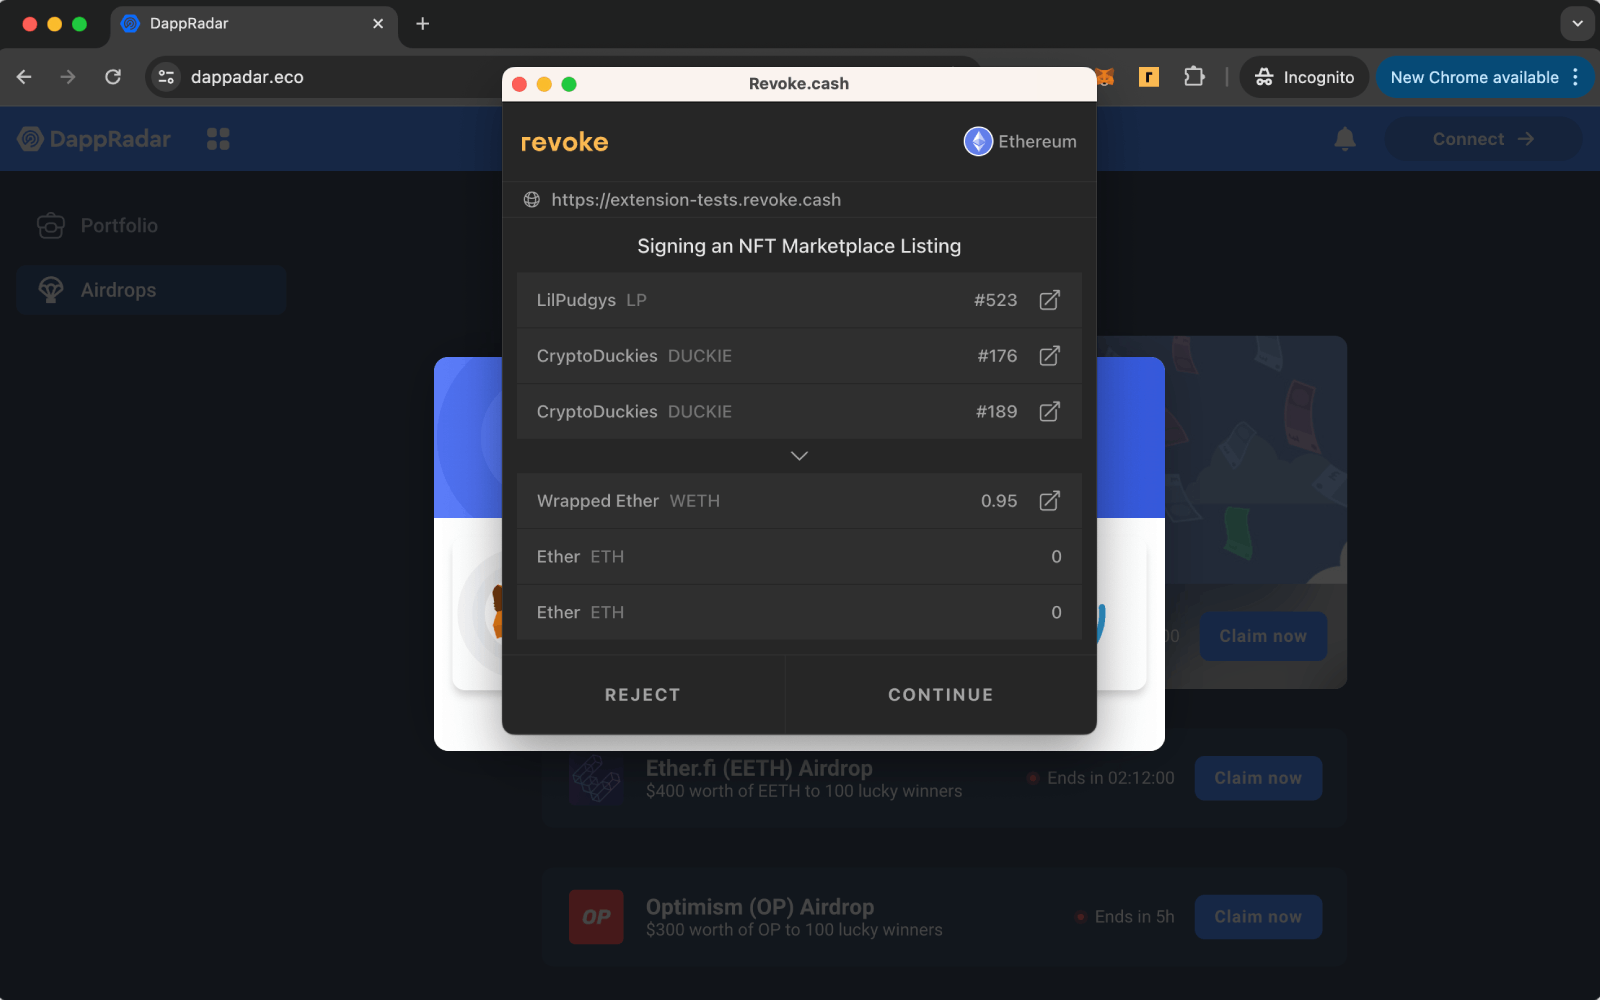 DappRadar
dappadar.eco
Incognito
New Chrome available
Revoke.cash
DappRadar
revoke
Ethereum
Connect
https://extension-tests.revoke.cash
Portfolio
Airdrops
Signing an NFT Marketplace Listing
LilPudgys LP #523
CryptoDuckies DUCKIE #176
CryptoDuckies DUCKIE #189
Wrapped Ether WETH 0.95
Ether ETH 0
Ether ETH 0
Claim now
REJECT CONTINUE
Ether.fi (EETH) Airdrop
$400 worth of EETH to 100 lucky winners
Ends in 02:12:00
Claim now
Optimism (OP) Airdrop
$300 worth of OP to 100 lucky winners
OP
Ends in 5h
Claim now